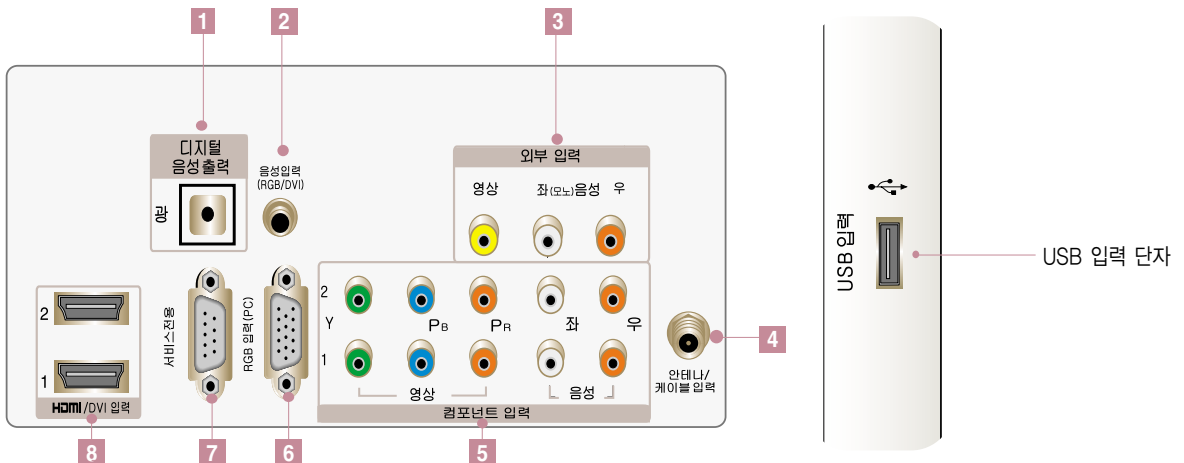 1
2
3
디지털
음성출력
광
음성입력
(RGB/DVI)
외부 입력
영상
좌(모노)음성 우
USB 입력
USB 입력 단자
2
1
HDMI/DVI 입력
서비스전용
RGB 입력(PC)
2
Y PB PR 좌 우
1
영상
음성
컴포넌트 입력
안테나/
케이블입력
4
8
7
6
5